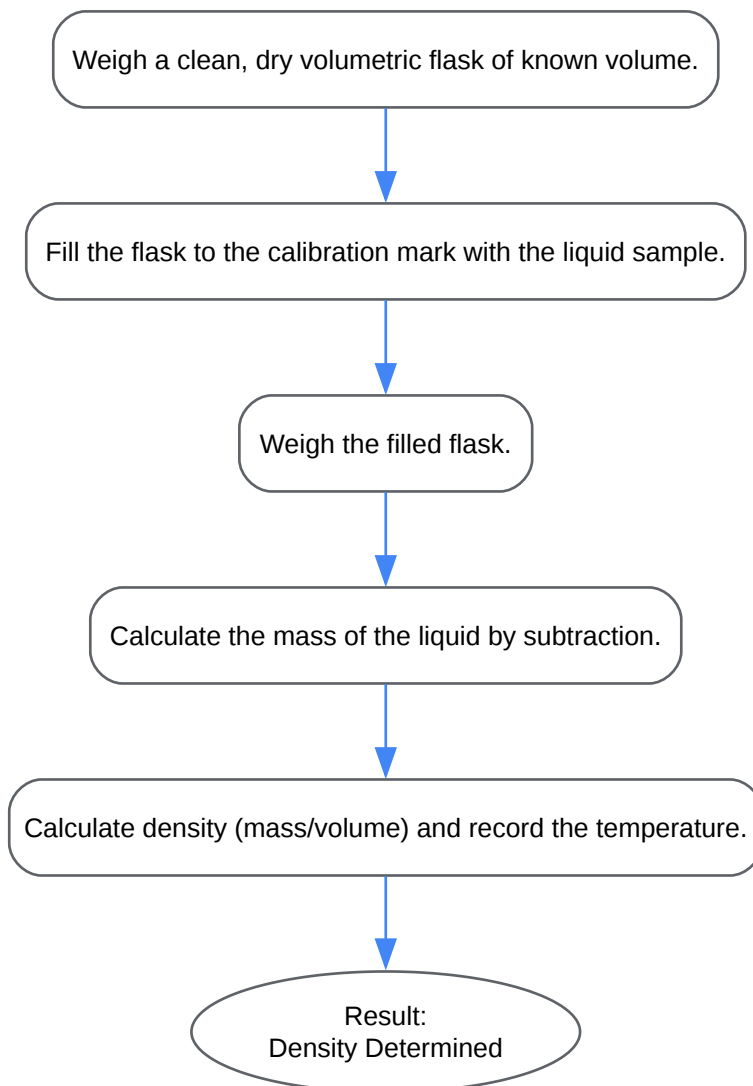 Weigh a clean, dry volumetric flask of known volume.
Fill the flask to the calibration mark with the liquid sample.
Weigh the filled flask.
Calculate the mass of the liquid by subtraction.
Calculate density (mass/volume) and record the temperature.
Result:
Density Determined